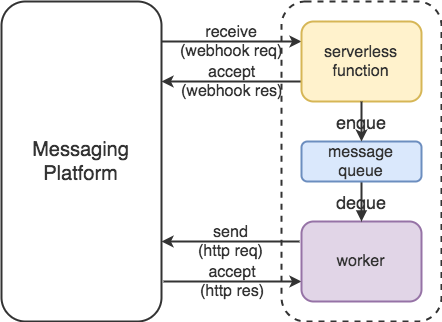 receive
(webhook req)
accept
(webhook res)
serverless
function
enque
message
queue
deque
Messaging
Platform
send
(http req)
accept
(http res)
worker